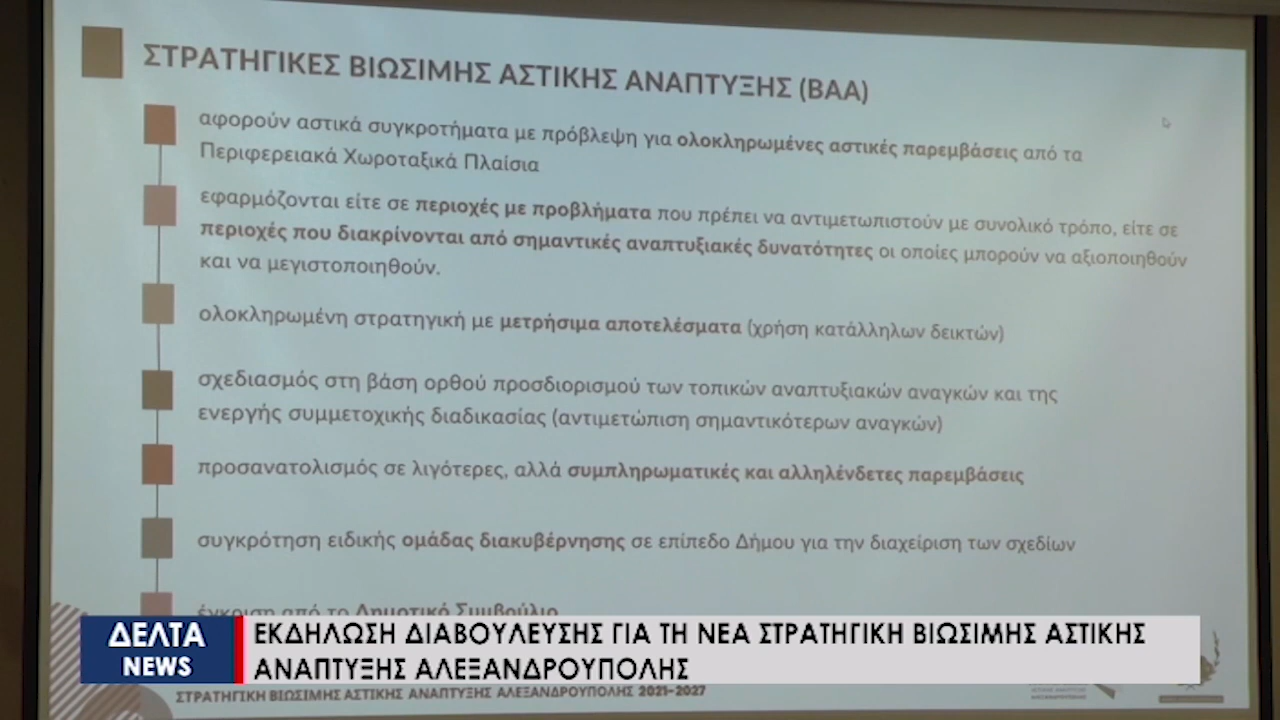 ΣΤΡΑΤΗΓΙΚΕΣ ΒΙΩΣΙΜΗΣ ΑΣΤΙΚΗΣ ΑΝΑΠΤΥΞΗΣ (ΒΑΑ)
αφορούν αστικά συγκροτήματα με πρόβλεψη για ολοκληρωμένες αστικές παρεμβάσεις από τα
Περιφερειακά Χωροταξικά Πλαίσια
εφαρμόζονται είτε σε περιοχές με προβλήματα που πρέπει να αντιμετωπιστούν με συνολικό τρόπο, είτε σε
περιοχές που διακρίνονται από σημαντικές αναπτυξιακές δυνατότητες οι οποίες μπορούν να αξιοποιηθούν
και να μεγιστοποιηθούν.
ολοκληρωμένη στρατηγική με μετρήσιμα αποτελέσματα (χρήση κατάλληλων δεικτών)
σχεδιασμός στη βάση ορθού προσδιορισμού των τοπικών αναπτυξιακών αναγκών και της
ενεργής συμμετοχικής διαδικασίας (αντιμετώπιση σημαντικότερων αναγκών)
προσανατολισμός σε λιγότερες, αλλά συμπληρωματικές και αλληλένδετες παρεμβάσεις
συγκρότηση ειδικής ομάδας διακυβέρνησης σε επίπεδο Δήμου για την διαχείριση των σχεδίων
έγκριση από το Δημοτικό Συμβούλιο
ΔΕΛΤΑ
NEWS
ΕΚΔΗΛΩΣΗ ΔΙΑΒΟΥΛΕΥΣΗΣ ΓΙΑ ΤΗ ΝΕΑ ΣΤΡΑΤΗΓΙΚΗ ΒΙΩΣΙΜΗΣ ΑΣΤΙΚΗΣ
ΑΝΑΠΤΥΞΗΣ ΑΛΕΞΑΝΔΡΟΥΠΟΛΗΣ
ΣΤΡΑΤΗΓΙΚΗ ΒΙΩΣΙΜΗΣ ΑΣΤΙΚΗΣ ΑΝΑΠΤΥΞΗΣ ΑΛΕΞΑΝΔΡΟΥΠΟΛΗΣ 2021-2027